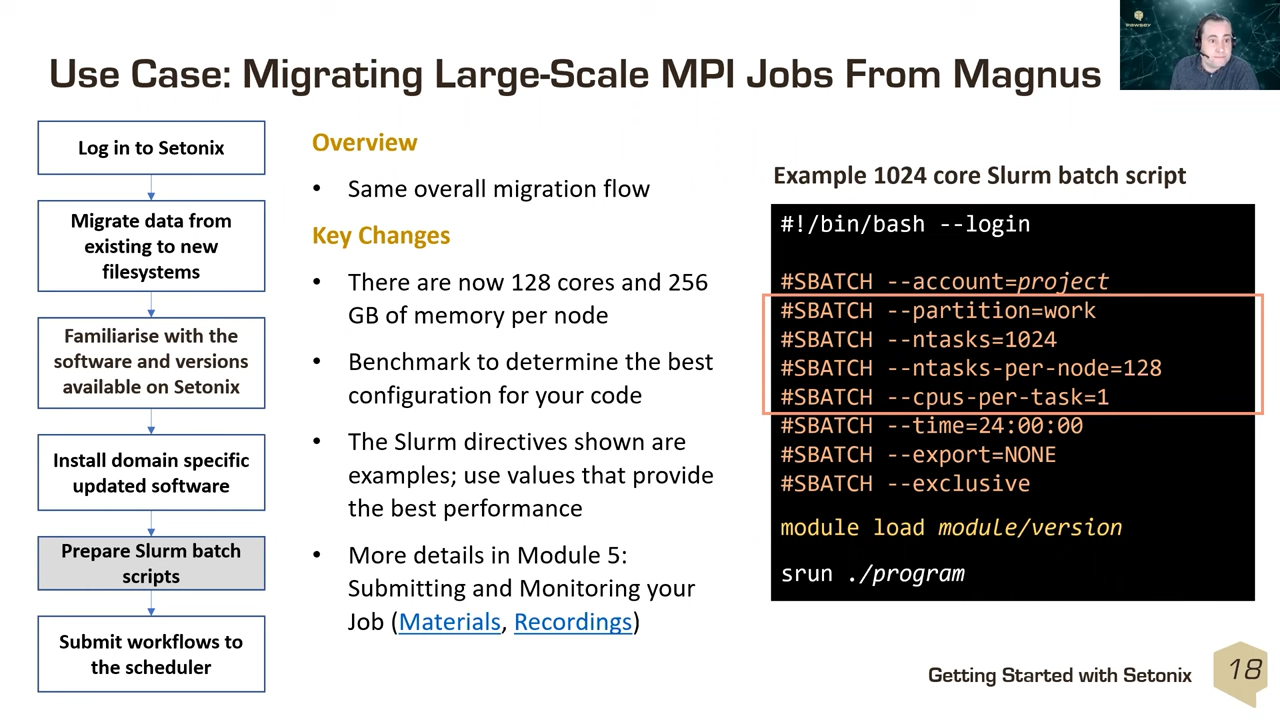 Use Case: Migrating Large-Scale MPI Jobs From Magnus
Log in to Setonix
Migrate data from
existing to new
filesystems
Familiarise with the
software and versions
available on Setonix
Install domain specific
updated software
Prepare Slurm batch
scripts
Submit workflows to
the scheduler
Overview
• Same overall migration flow
Key Changes
• There are now 128 cores and 256
GB of memory per node
• Benchmark to determine the best
configuration for your code
• The Slurm directives shown are
examples; use values that provide
the best performance
• More details in Module 5:
Submitting and Monitoring your
Job (Materials, Recordings)
Example 1024 core Slurm batch script
#!/bin/bash --login
#SBATCH --account=project
#SBATCH --partition=work
#SBATCH --ntasks=1024
#SBATCH --ntasks-per-node=128
#SBATCH --cpus-per-task=1
#SBATCH --time=24:00:00
#SBATCH --export=NONE
#SBATCH --exclusive
module load module/version
srun ./program
Getting Started with Setonix
18